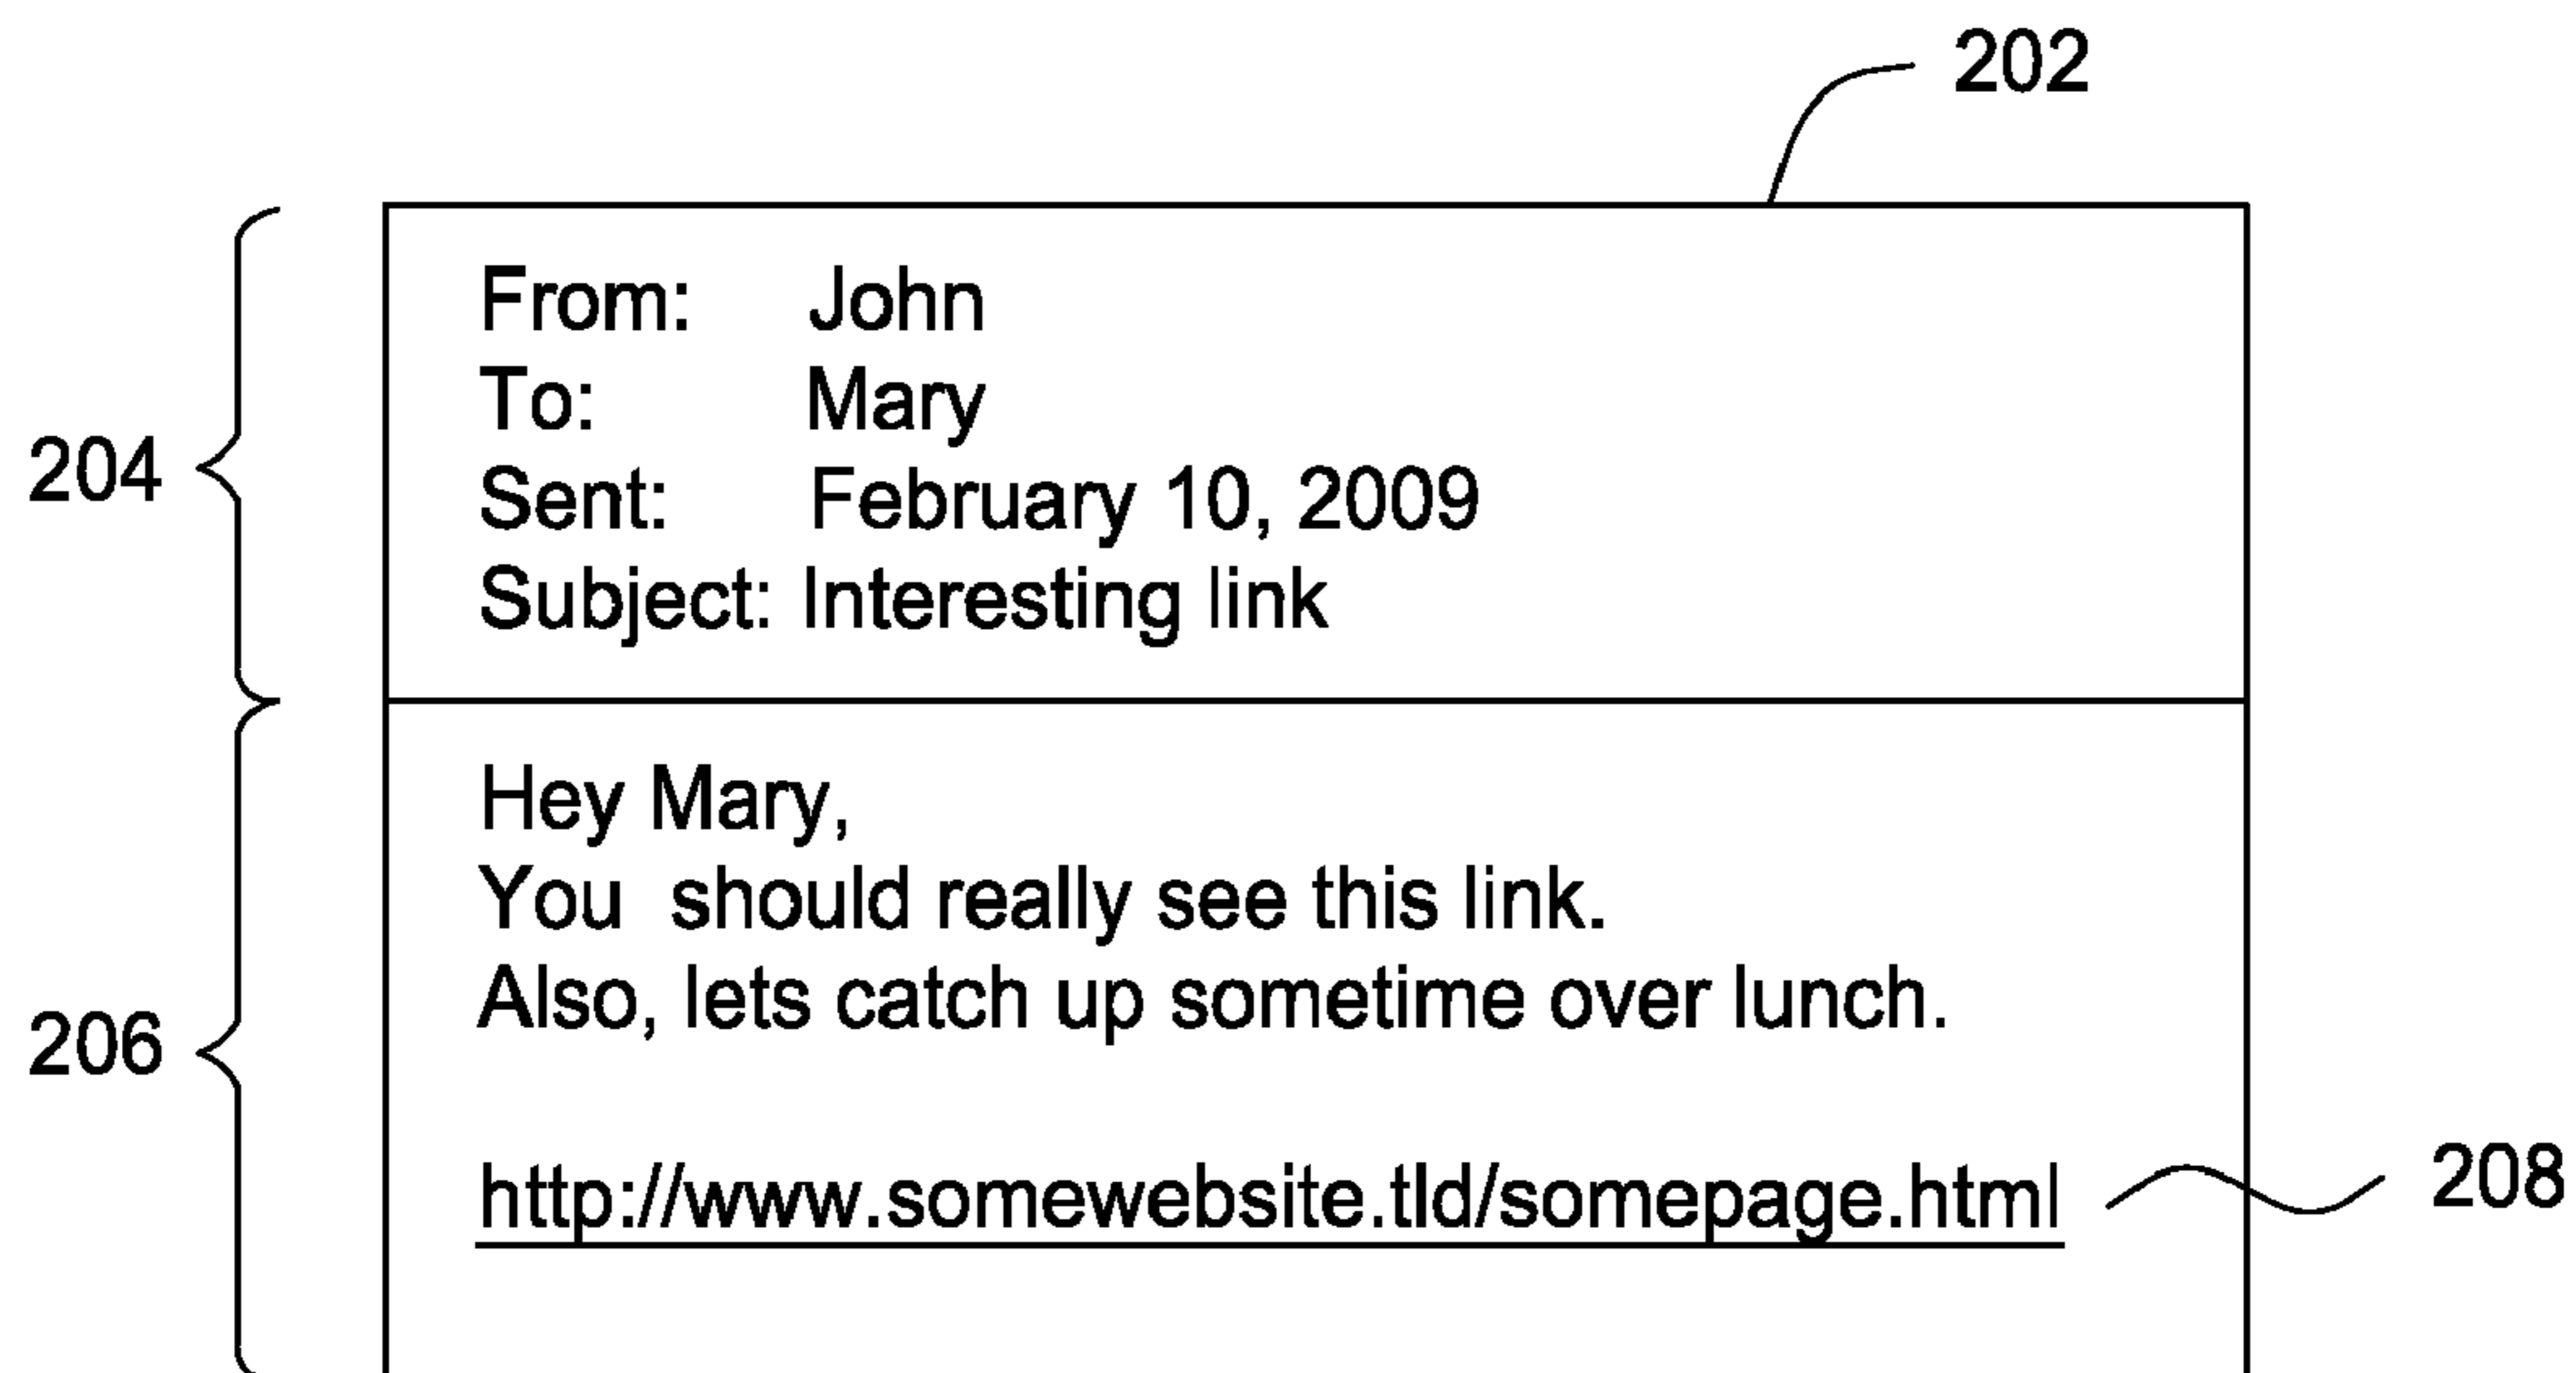 202
From: John
To: Mary
204
Sent: February 10, 2009
Subject: Interesting link
Hey Mary,
You should really see this link.
Also, lets catch up sometime over lunch.
206
http://www.somewebsite.tld/somepage.html
208